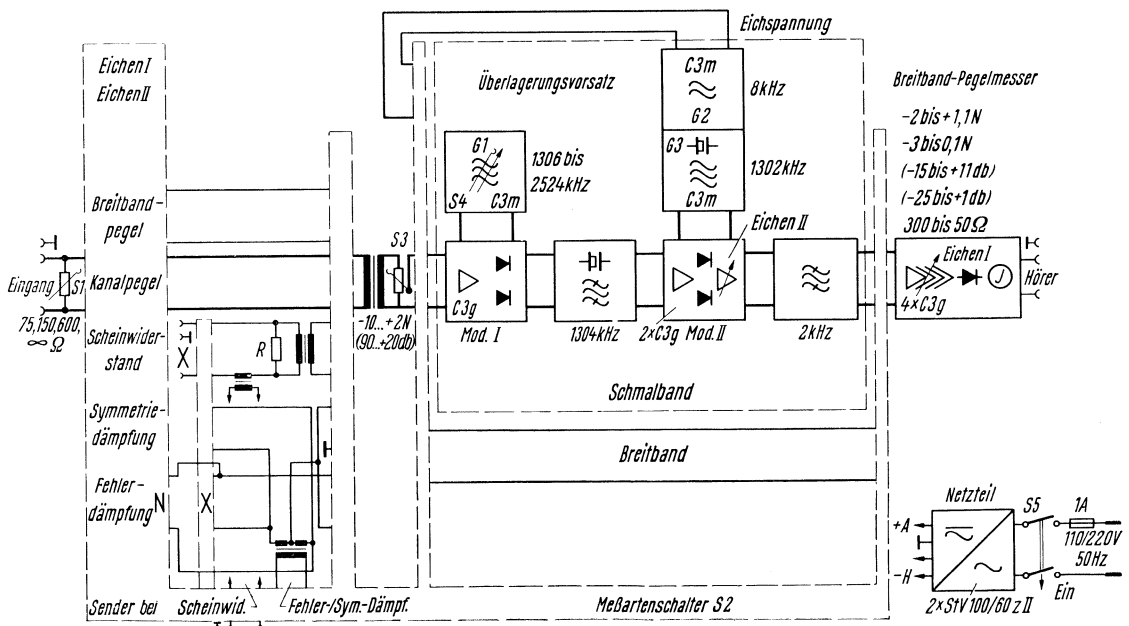 Eichspannung
Eichen I
Eichen II
Überlagerungsvorsatz
C3m
8kHz
G2
Breitband-Pegelmesser
-2 bis +1,1N
-3 bis 0,1N
(-15 bis +11 db)
(-25 bis +1 db)
300 bis 50Ω
G1
1306 bis
2524kHz
S4
C3m
G3
1302kHz
C3m
Breitband-
pegel
Eingang
S1
75,150,600,
∞ Ω
Kanalpegel
S3
-10...+2N
(90...+20db)
C3g
Mod. I
1304kHz
Eichen II
2×C3g
Mod. II
2kHz
Eichen I
4×C3g
J
Hörer
Scheinwider-
stand
R
X
Schmalband
Symmetrie-
dämpfung
Breitband
Fehler-
dämpfung
N
X
Netzteil
S5
1A
+A
110/220V
50Hz
-H
Ein
2×StV 100/60 z II
Sender bei
Scheinwid.
Fehler-/Sym.-Dämpf.
Meßartenschalter S2